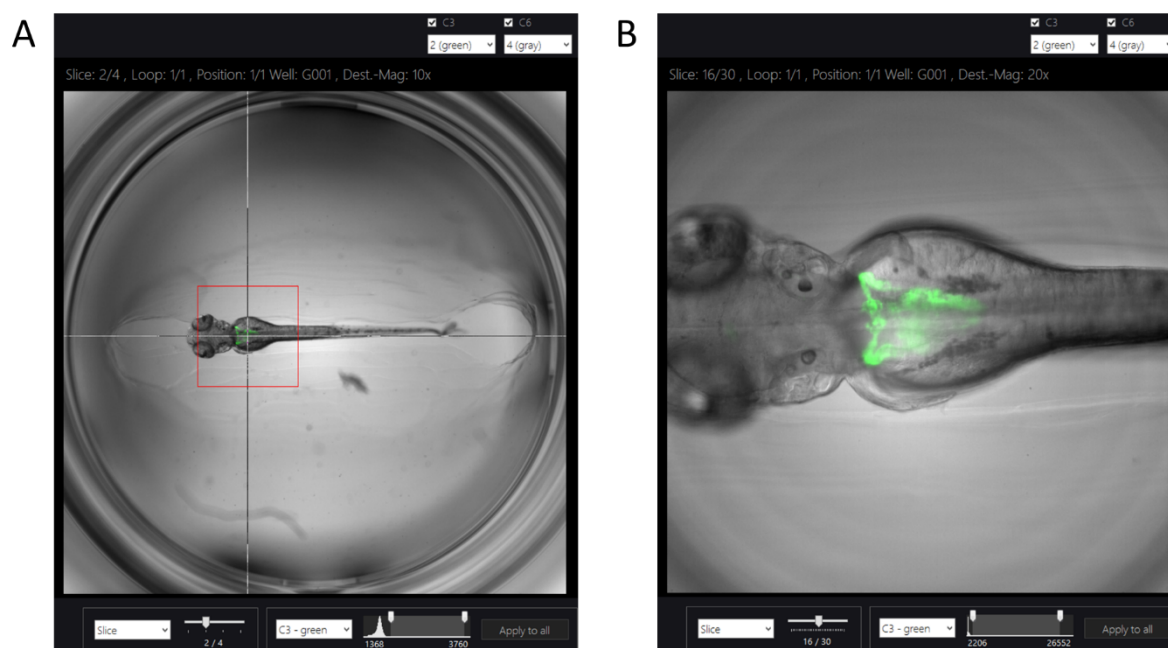 A
C3 C6
2 (green) 4 (gray)
Slice: 2/4 , Loop: 1/1 , Position: 1/1 Well: G001 , Dest.-Mag: 10x
Slice
2 / 4
C3 - green
1368 3760
Apply to all
B
C3 C6
2 (green) 4 (gray)
Slice: 16/30 , Loop: 1/1 , Position: 1/1 Well: G001 , Dest.-Mag: 20x
Slice
16 / 30
C3 - green
2206 26552
Apply to all